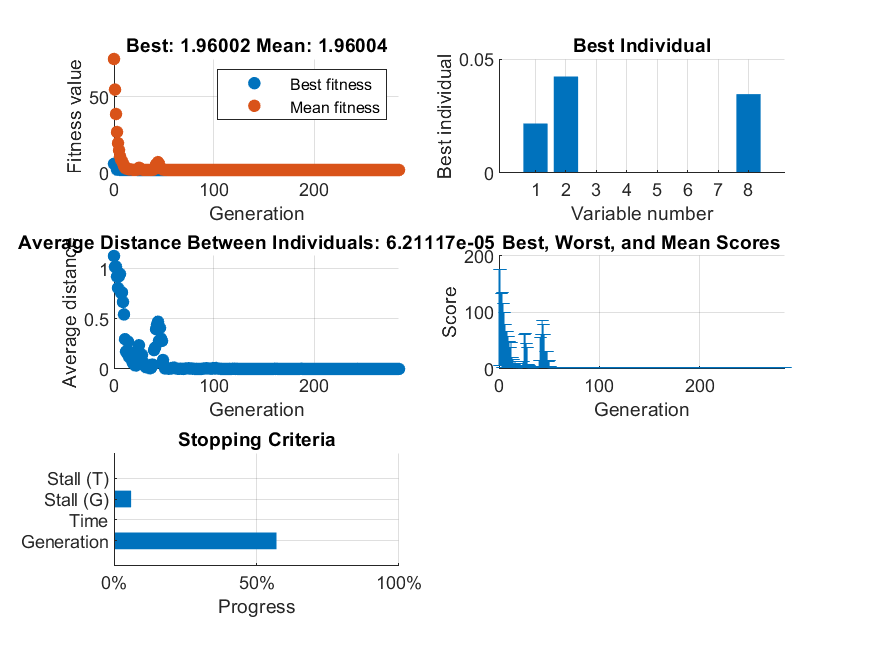 Best: 1.96002 Mean: 1.96004
Fitness value
50
0
Best fitness
Mean fitness
0 100 200
Generation
Best Individual
Best individual
0.05
0
1 2 3 4 5 6 7 8
Variable number
Average Distance Between Individuals: 6.21117e-05
Average distance
1
0.5
0
0 100 200
Generation
Best, Worst, and Mean Scores
Score
200
100
0
0 100 200
Generation
Stopping Criteria
Stall (T)
Stall (G)
Time
Generation
0% 50% 100%
Progress